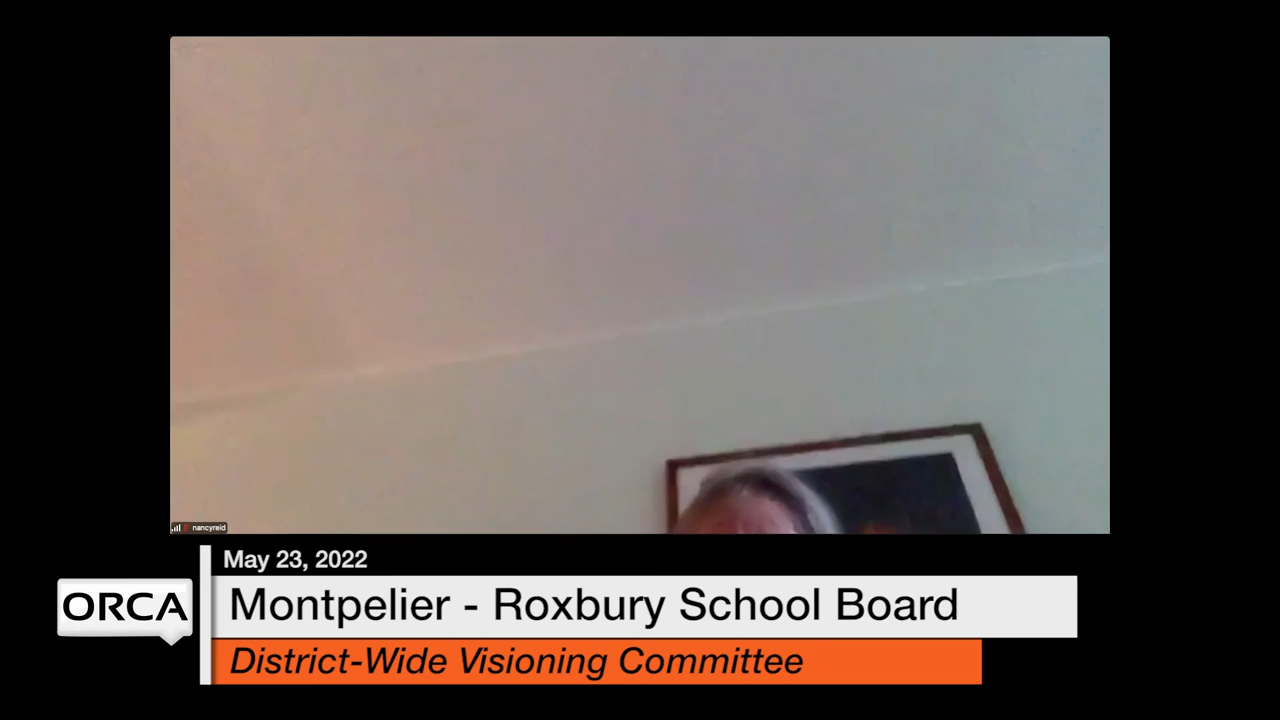 nancyreid
May 23, 2022
ORCA
Montpelier - Roxbury School Board
District-Wide Visioning Committee